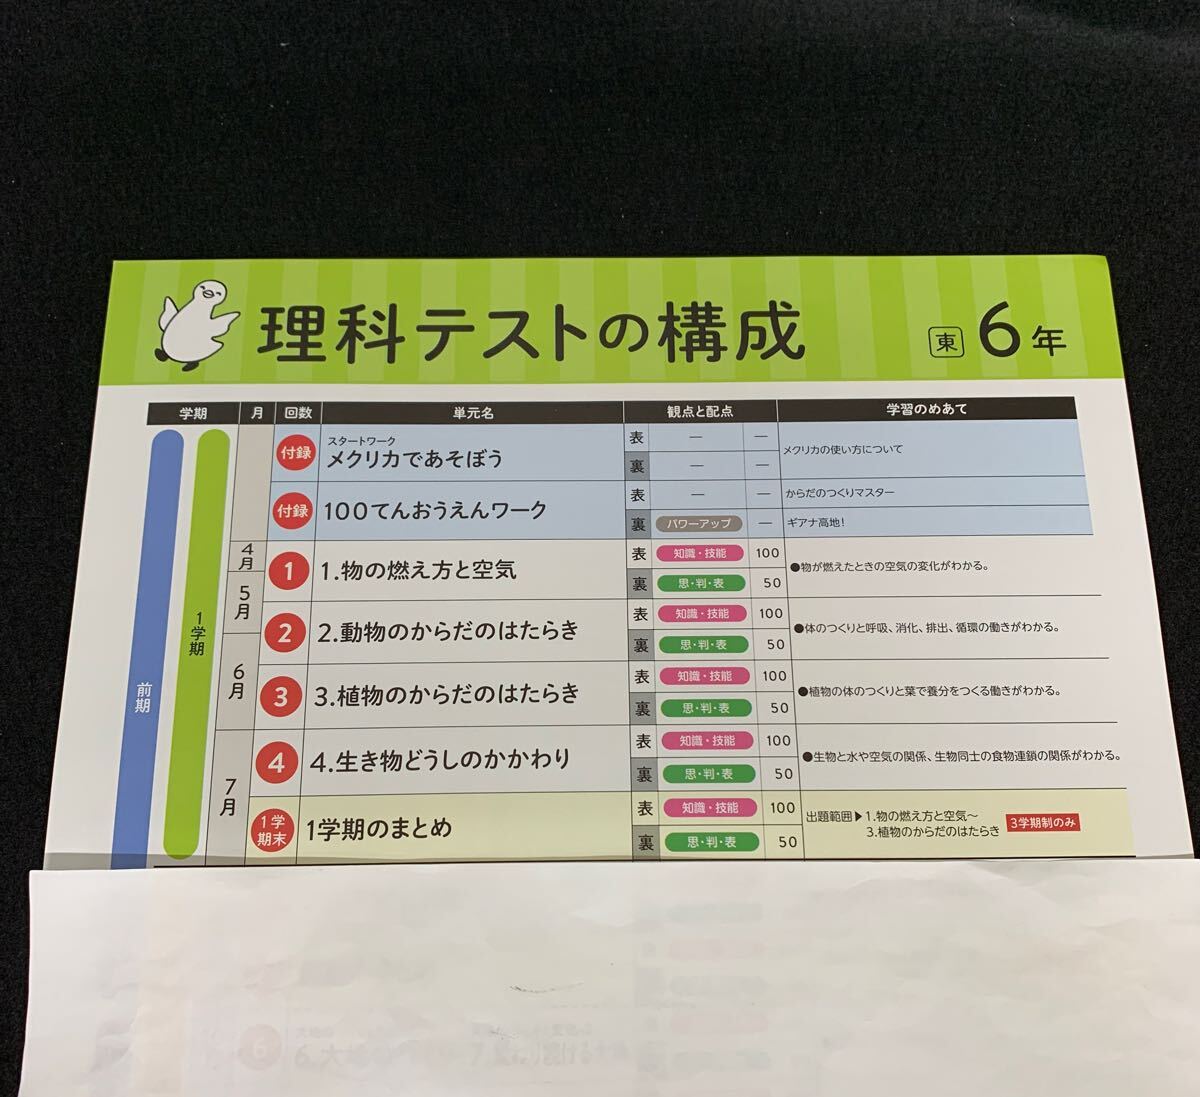 理科テストの構成 東 6年
学期 月 回数 単元名 観点と配点 学習のめあて
前期
1学期
付録 スタートワーク
メクリカであそぼう
表 — —
裏 — —
メクリカの使い方について
付録 100てんおうえんワーク
表 — — からだのつくりマスター
裏 パワーアップ — ギアナ高地!
4月
1 1.物の燃え方と空気
表 知識・技能 100
裏 思・判・表 50
●物が燃えたときの空気の変化がわかる。
5月
2 2.動物のからだのはたらき
表 知識・技能 100
裏 思・判・表 50
●体のつくりと呼吸、消化、排出、循環の働きがわかる。
6月
3 3.植物のからだのはたらき
表 知識・技能 100
裏 思・判・表 50
●植物の体のつくりと葉で養分をつくる働きがわかる。
7月
4 4.生き物どうしのかかわり
表 知識・技能 100
裏 思・判・表 50
●生物と水や空気の関係、生物同士の食物連鎖の関係がわかる。
1学期末 1学期のまとめ
表 知識・技能 100
裏 思・判・表 50
出題範囲▶1.物の燃え方と空気〜
3.植物のからだのはたらき 3学期制のみ